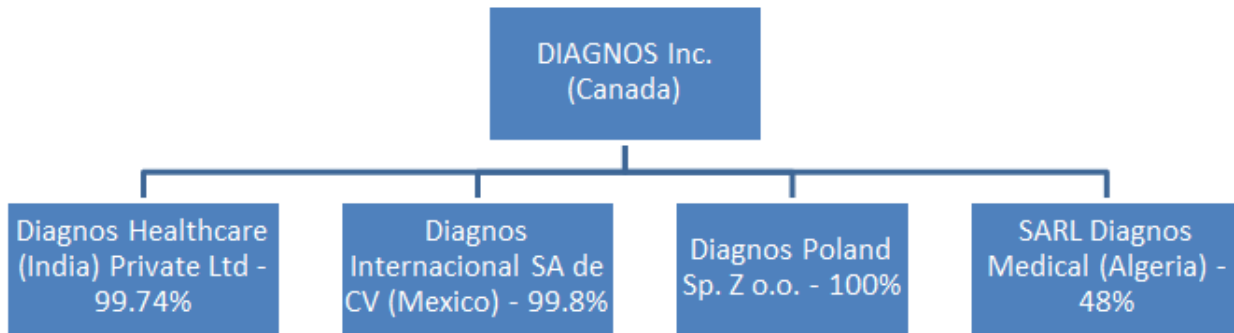 DIAGNOS Inc.
(Canada)
Diagnos Healthcare
(India) Private Ltd -
99.74%
Diagnos
Internacional SA de
CV (Mexico) - 99.8%
Diagnos Poland
Sp. Z o.o. - 100%
SARL Diagnos
Medical (Algeria) -
48%